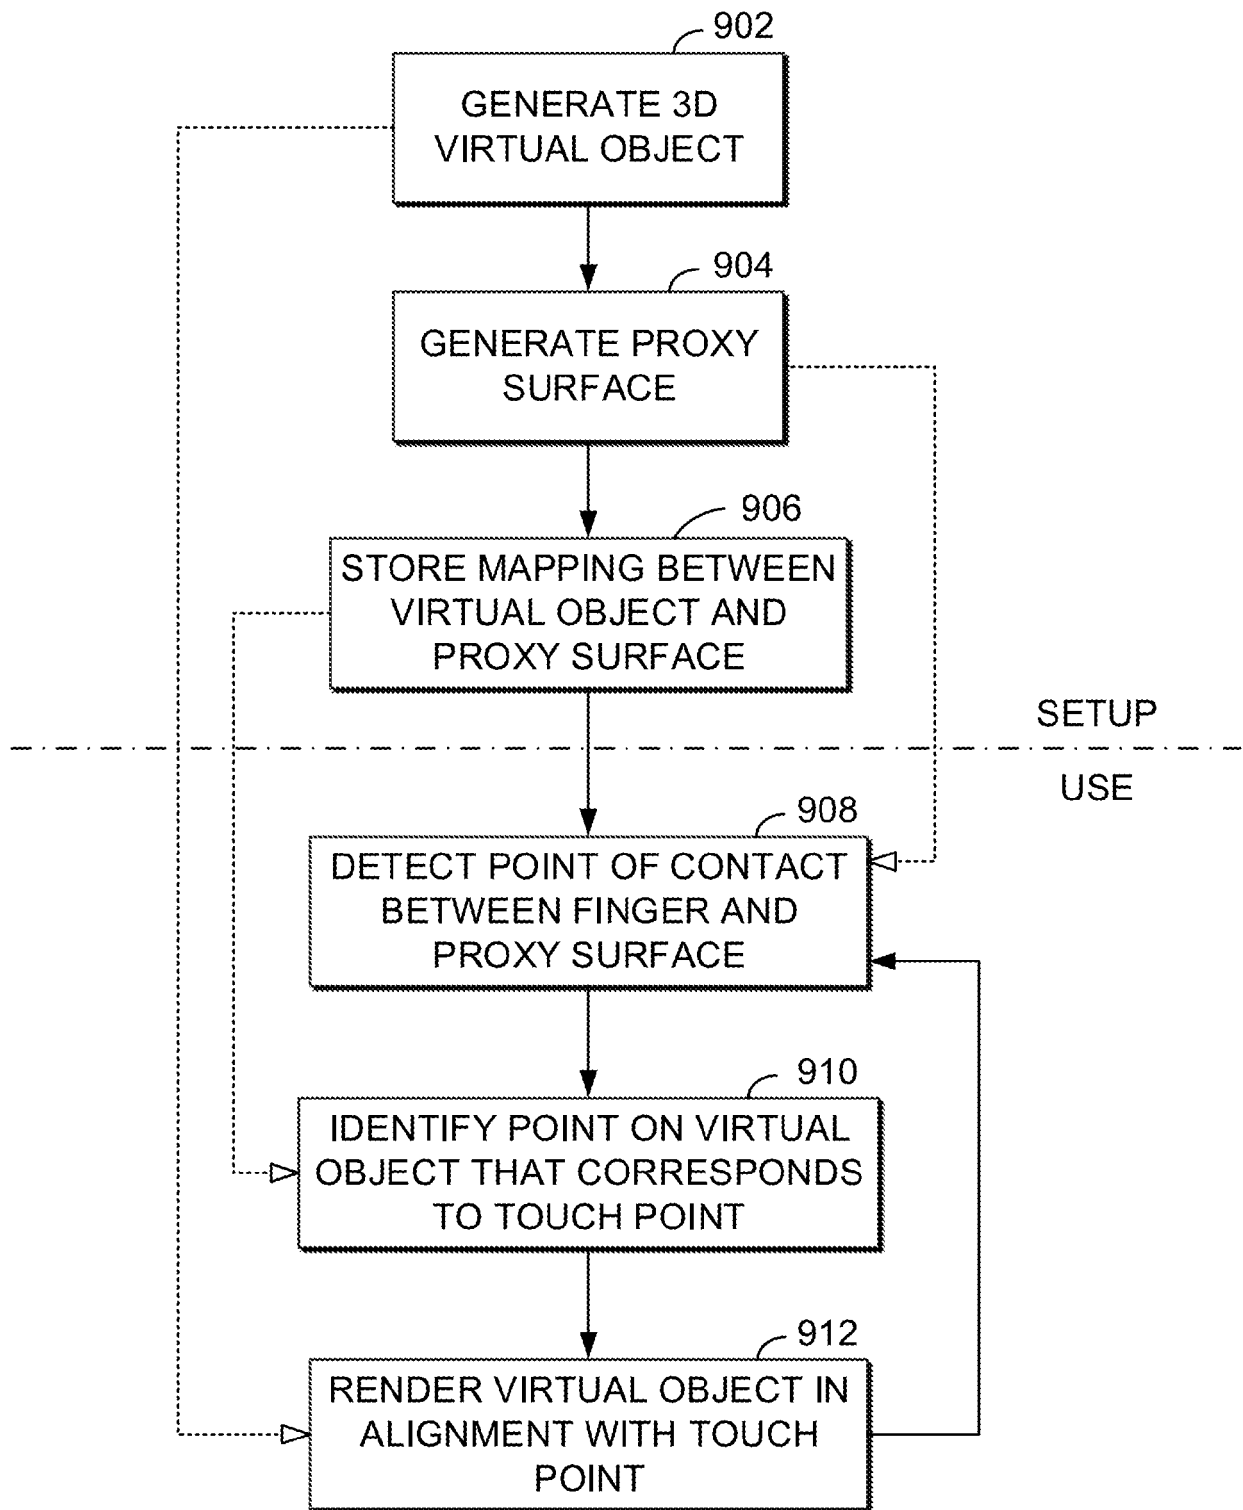 902
GENERATE 3D
VIRTUAL OBJECT
904
GENERATE PROXY
SURFACE
906
STORE MAPPING BETWEEN
VIRTUAL OBJECT AND
PROXY SURFACE
SETUP
USE
908
DETECT POINT OF CONTACT
BETWEEN FINGER AND
PROXY SURFACE
910
IDENTIFY POINT ON VIRTUAL
OBJECT THAT CORRESPONDS
TO TOUCH POINT
912
RENDER VIRTUAL OBJECT IN
ALIGNMENT WITH TOUCH
POINT